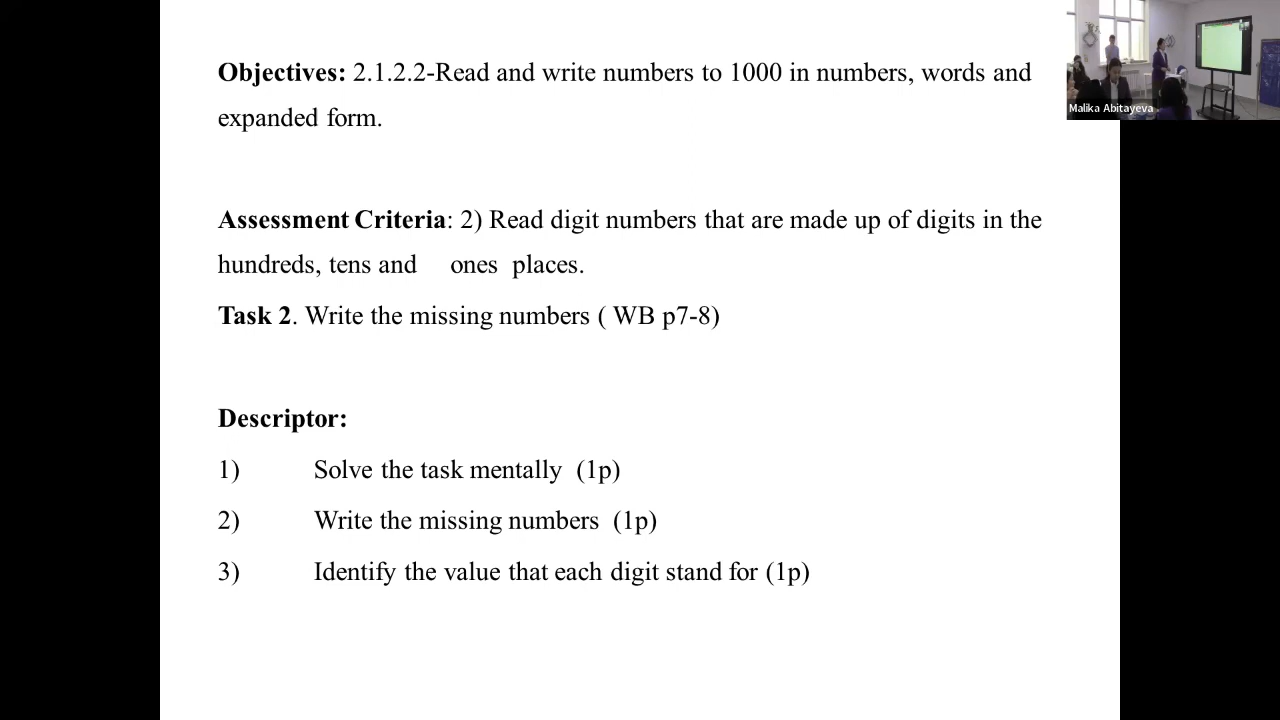 Objectives: 2.1.2.2-Read and write numbers to 1000 in numbers, words and
expanded form.
Assessment Criteria: 2) Read digit numbers that are made up of digits in the
hundreds, tens and ones places.
Task 2. Write the missing numbers ( WB p7-8)
Descriptor:
1) Solve the task mentally (1p)
2) Write the missing numbers (1p)
3) Identify the value that each digit stand for (1p)
Malika Abitayeva